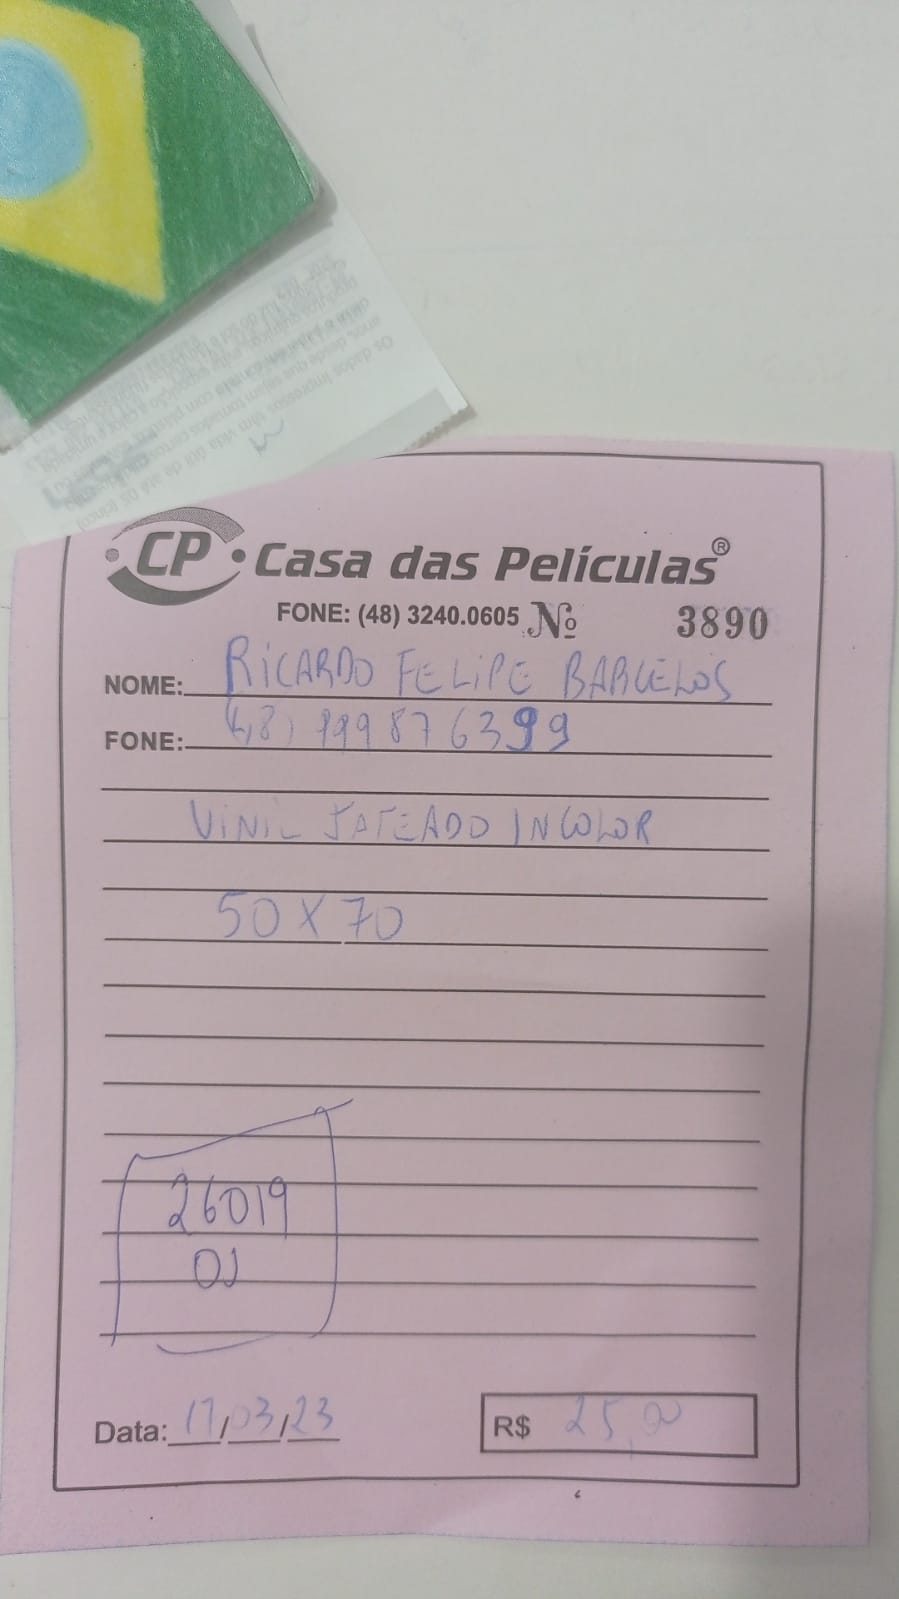 CP Casa das Películas®
FONE: (48) 3240.0605 Nº 3890
NOME: RICARDO FELIPE BARCELOS
FONE: (48) 999876399
VINIL JATEADO INCOLOR
50 X 70
26019
OJ
Data: 17/03/23 R$ 25,00